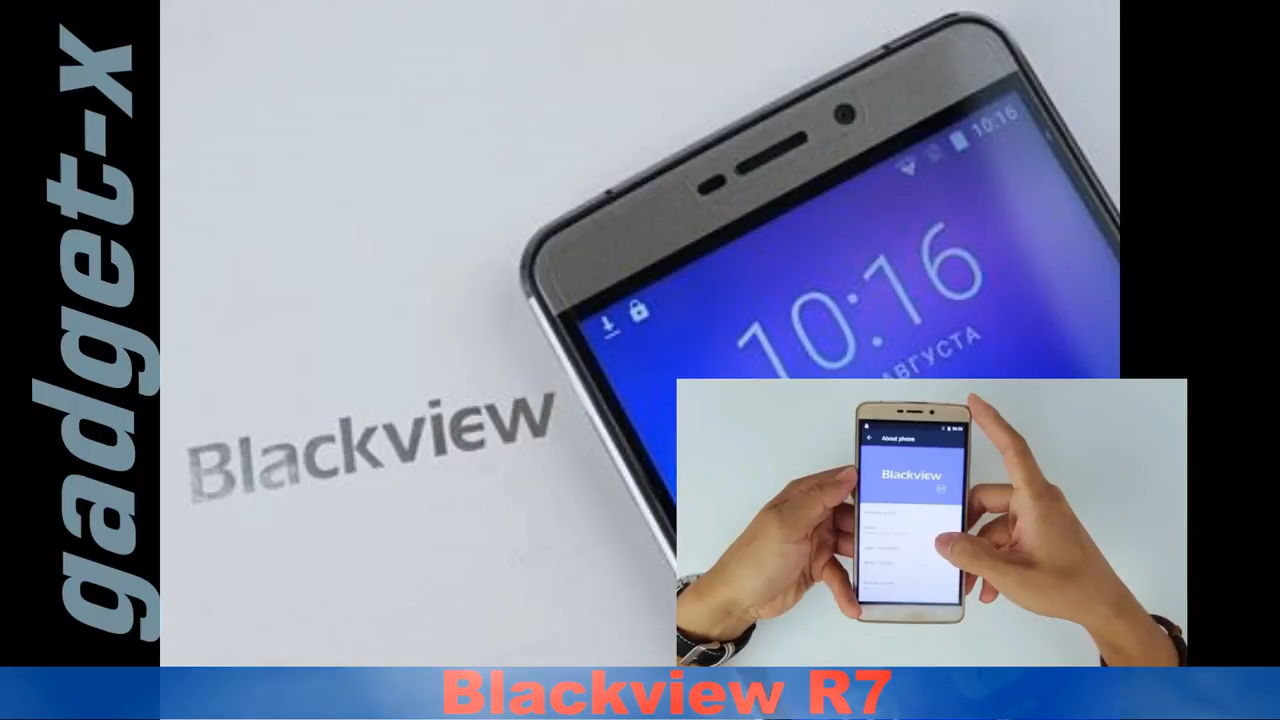 gadget-x
10:16
10:16
АВГУСТА
Blackview
About phone
Blackview
Blackview R7